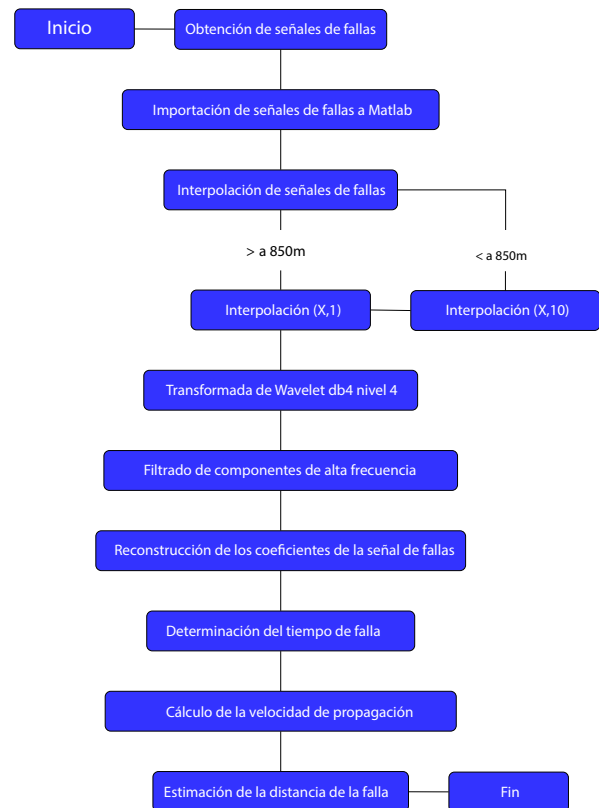 Inicio
Obtención de señales de fallas
Importación de señales de fallas a Matlab
Interpolación de señales de fallas
> a 850m
< a 850m
Interpolación (X,1)
Interpolación (X,10)
Transformada de Wavelet db4 nivel 4
Filtrado de componentes de alta frecuencia
Reconstrucción de los coeficientes de la señal de fallas
Determinación del tiempo de falla
Cálculo de la velocidad de propagación
Estimación de la distancia de la falla
Fin